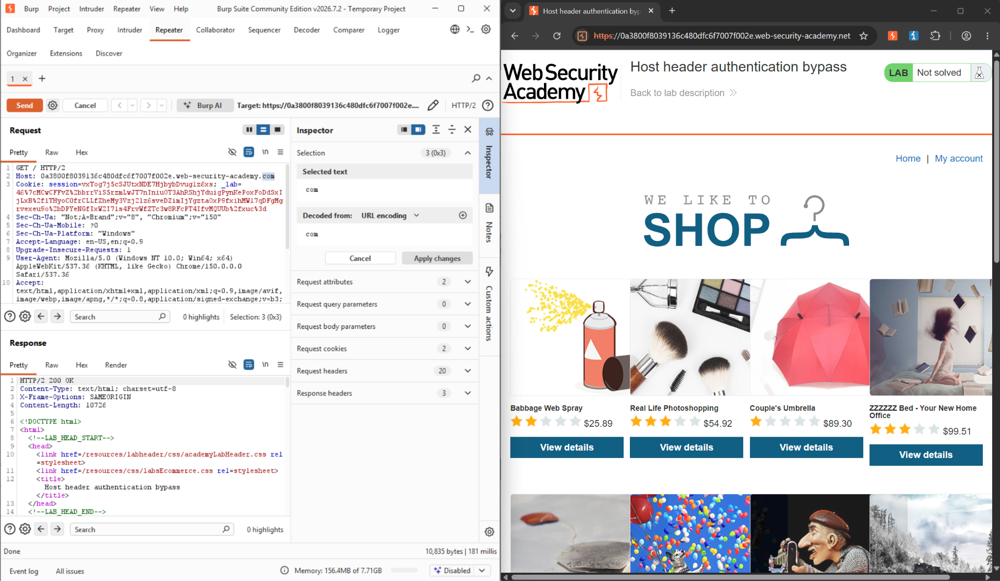 Burp Project Intruder Repeater View Help Burp Suite Community Edition v2026.7.2 - Temporary Project
Dashboard Target Proxy Intruder Repeater Collaborator Sequencer Decoder Comparer Logger
Organizer Extensions Discover
1
Send Cancel Burp AI Target: https://0a3800f8039136c480dfc6f7007f002e.... HTTP/2
Request
Pretty Raw Hex \n
1 GET / HTTP/2
2 Host: 0a3800f8039136c480dfc6f7007f002e.web-security-academy.com
3 Cookie: session=vxTog7j5cSJUtxNDE7HjbybDvuglz6xs; _lab=
46%7cMCwCFFvZ%2bbrrViS5rzmLwJT7nIniu0T3AhRShjYduigPynKePoxFoDdSxI
jLxB%2f1THyoC0frCLLfZheMy3Vzj2lz6sveDZimIjYgzta0xP9fxihMW17qDFgMg
rvexeu9o%2bDPYeNGfIxW2I7ls4FrvWfZTc3w8RFcPT4IfvMQUUb%2fxuc%3d
4 Sec-Ch-Ua: "Not;A=Brand";v="8", "Chromium";v="150"
5 Sec-Ch-Ua-Mobile: ?0
6 Sec-Ch-Ua-Platform: "Windows"
7 Accept-Language: en-US,en;q=0.9
8 Upgrade-Insecure-Requests: 1
9 User-Agent: Mozilla/5.0 (Windows NT 10.0; Win64; x64)
AppleWebKit/537.36 (KHTML, like Gecko) Chrome/150.0.0.0
Safari/537.36
10 Accept:
text/html,application/xhtml+xml,application/xml;q=0.9,image/avif,
image/webp,image/apng,*/*;q=0.8,application/signed-exchange;v=b3;
Search 0 highlights Selection: 3 (0x3)
Response
Pretty Raw Hex Render \n
1 HTTP/2 200 OK
2 Content-Type: text/html; charset=utf-8
3 X-Frame-Options: SAMEORIGIN
4 Content-Length: 10726
5
6 <!DOCTYPE html>
7 <html>
8 <!--LAB_HEAD_START-->
9 <head>
10 <link href=/resources/labheader/css/academyLabHeader.css rel
=stylesheet>
11 <link href=/resources/css/labsEcommerce.css rel=stylesheet>
12 <title>
Host header authentication bypass
</title>
13 </head>
14 <!--LAB_HEAD_END-->
Search 0 highlights
Done 10,835 bytes | 181 millis
Event log All issues Memory: 156.4MB of 7.71GB Disabled
Inspector
Selection 3 (0x3)
Selected text
com
Decoded from: URL encoding
com
Cancel Apply changes
Request attributes 2
Request query parameters 0
Request body parameters 0
Request cookies 2
Request headers 20
Response headers 3
Inspector
Notes
Custom actions
Host header authentication byp
https://0a3800f8039136c480dfc6f7007f002e.web-security-academy.net
Web Security
Academy
Host header authentication bypass
Back to lab description
LAB Not solved
Home | My account
WE LIKE TO
SHOP
Babbage Web Spray
$25.89
View details
Real Life Photoshopping
$54.92
View details
Couple's Umbrella
$89.30
View details
ZZZZZZ Bed - Your New Home
Office
$99.51
View details